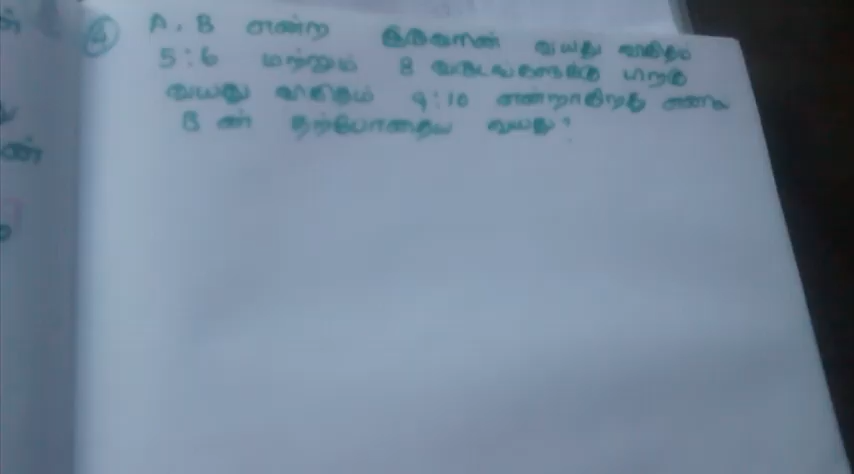 5 A, B என்ற இருவரின் வயது விகிதம்
5:6 மற்றும் 8 வருடங்களுக்கு பிறகு
வயது விகிதம் 9:10 என்றாகிறது எனில்
B ன் தற்போதைய வயது?
ன்